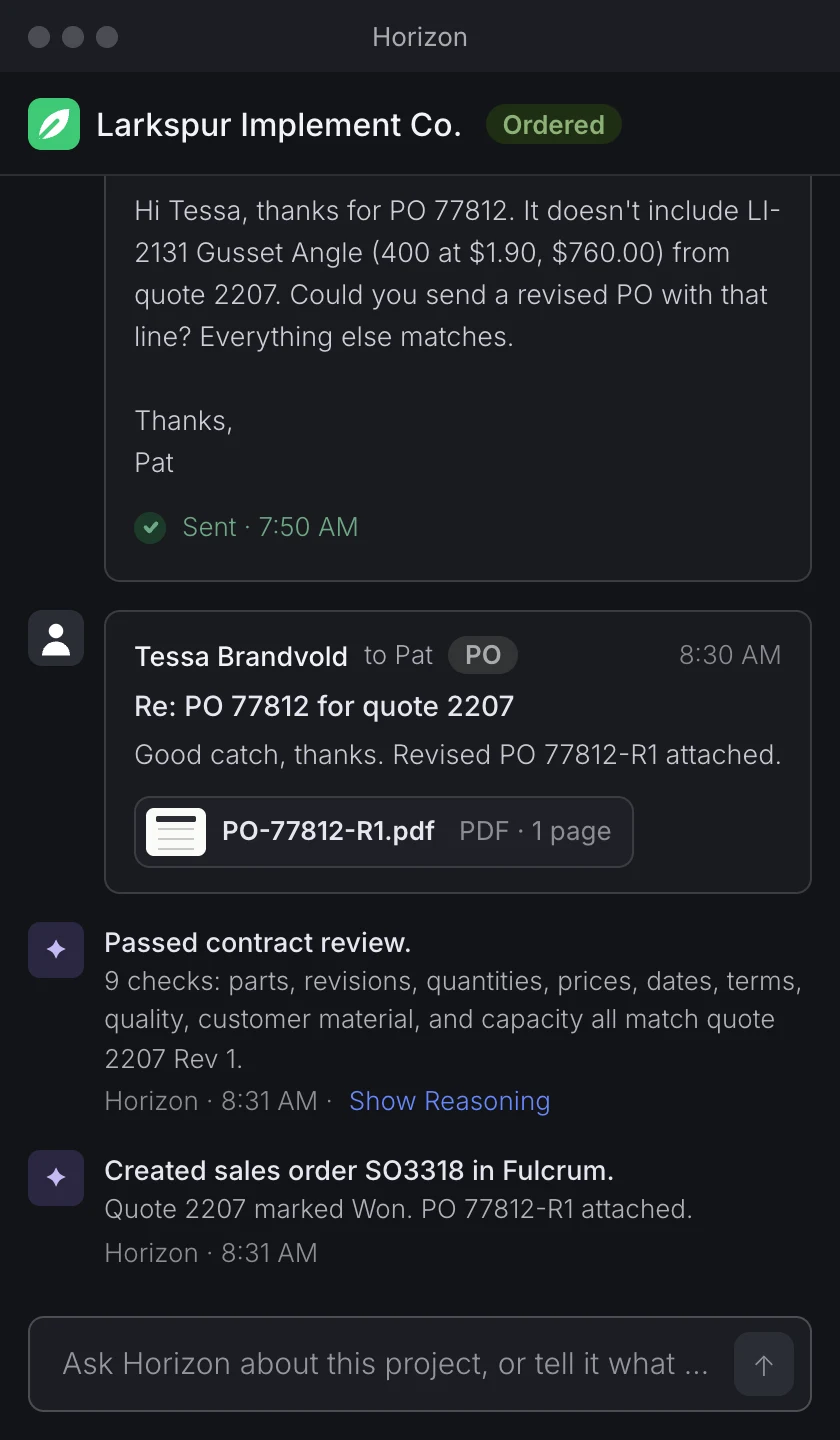 Horizon
Larkspur Implement Co. Ordered
Hi Tessa, thanks for PO 77812. It doesn't include LI-
2131 Gusset Angle (400 at $1.90, $760.00) from
quote 2207. Could you send a revised PO with that
line? Everything else matches.
Thanks,
Pat
Sent · 7:50 AM
Tessa Brandvold to Pat PO 8:30 AM
Re: PO 77812 for quote 2207
Good catch, thanks. Revised PO 77812-R1 attached.
PO-77812-R1.pdf PDF · 1 page
Passed contract review.
9 checks: parts, revisions, quantities, prices, dates, terms,
quality, customer material, and capacity all match quote
2207 Rev 1.
Horizon · 8:31 AM · Show Reasoning
Created sales order SO3318 in Fulcrum.
Quote 2207 marked Won. PO 77812-R1 attached.
Horizon · 8:31 AM
Ask Horizon about this project, or tell it what ...